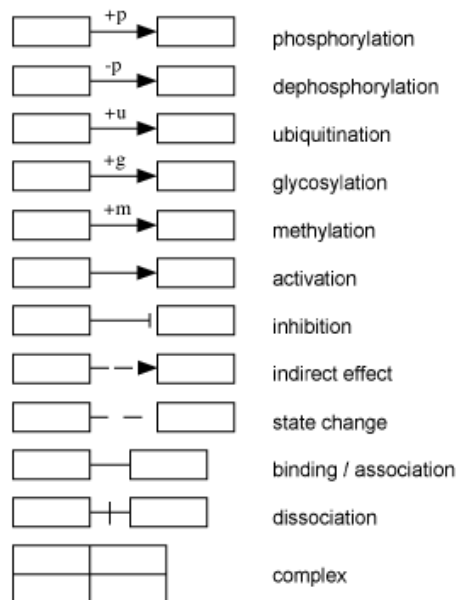 +p phosphorylation
-p dephosphorylation
+u ubiquitination
+g glycosylation
+m methylation
activation
inhibition
indirect effect
state change
binding / association
dissociation
complex